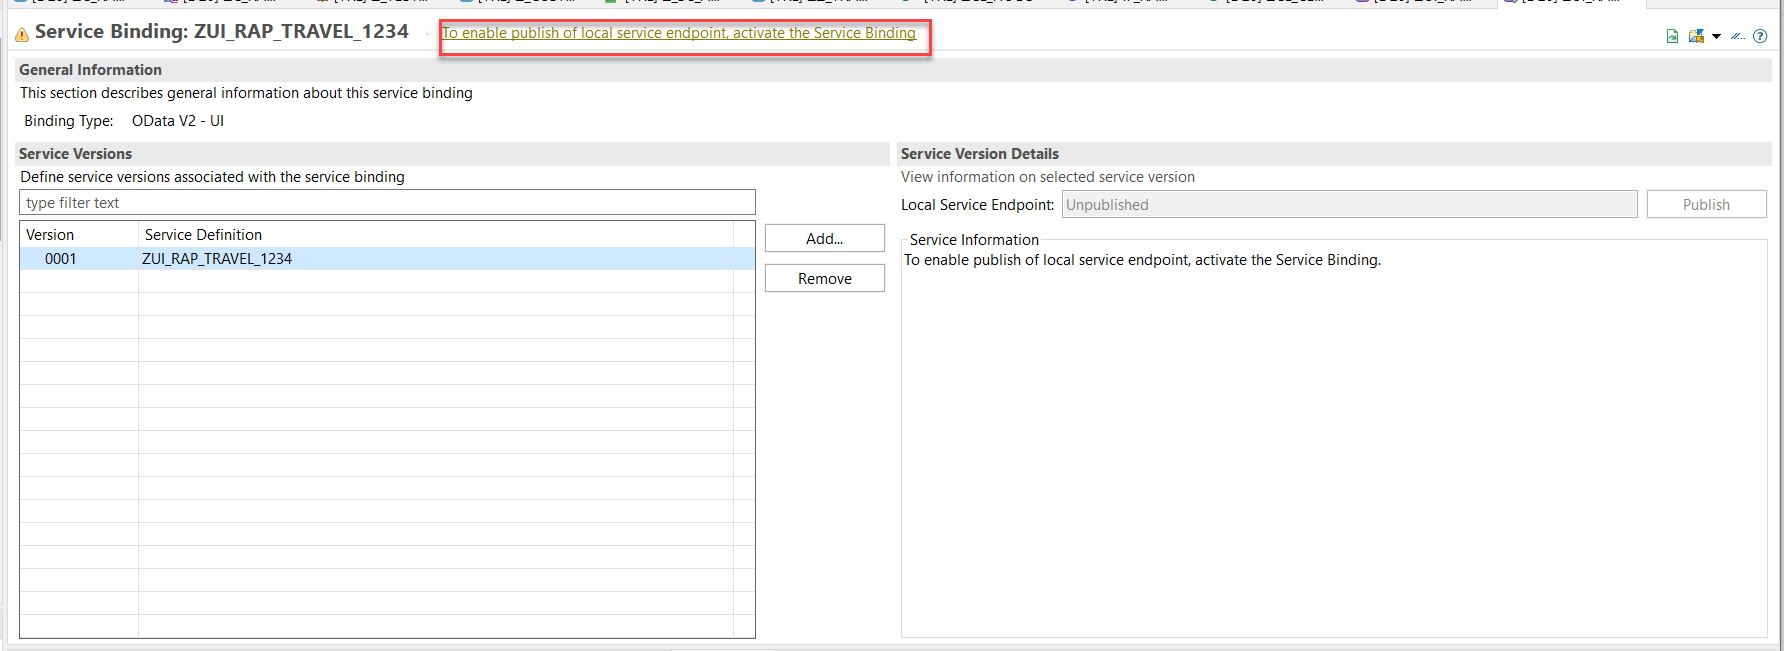 Service Binding: ZUI_RAP_TRAVEL_1234
To enable publish of local service endpoint, activate the Service Binding
General Information
This section describes general information about this service binding
Binding Type: OData V2 - UI
Service Versions
Define service versions associated with the service binding
type filter text
Version Service Definition
0001 ZUI_RAP_TRAVEL_1234
Add...
Remove
Service Version Details
View information on selected service version
Local Service Endpoint: Unpublished Publish
Service Information
To enable publish of local service endpoint, activate the Service Binding.